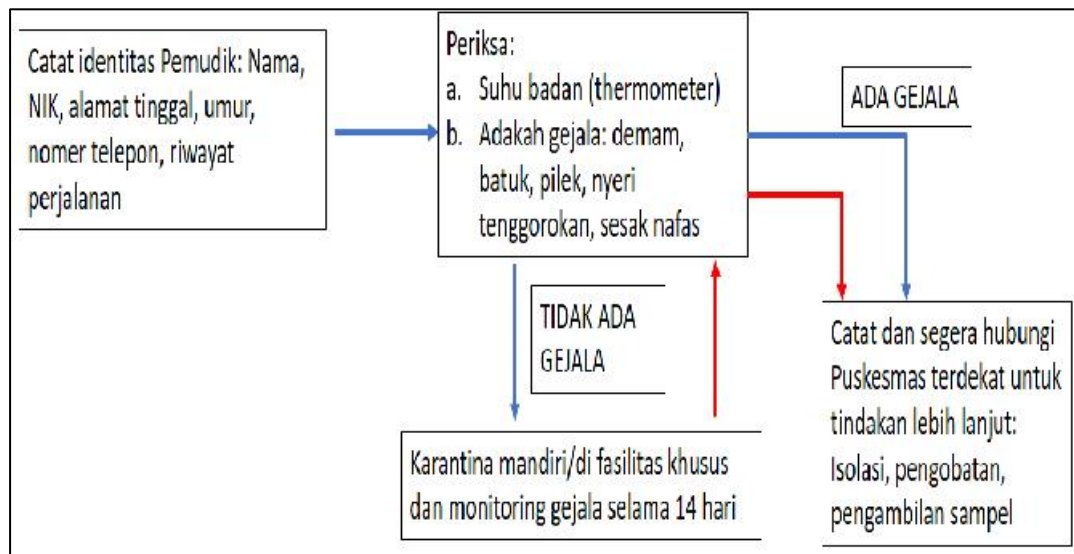 Catat identitas Pemudik: Nama,
NIK, alamat tinggal, umur,
nomer telepon, riwayat
perjalanan
Periksa:
a. Suhu badan (thermometer)
b. Adakah gejala: demam,
batuk, pilek, nyeri
tenggorokan, sesak nafas
ADA GEJALA
TIDAK ADA
GEJALA
Karantina mandiri/di fasilitas khusus
dan monitoring gejala selama 14 hari
Catat dan segera hubungi
Puskesmas terdekat untuk
tindakan lebih lanjut:
Isolasi, pengobatan,
pengambilan sampel